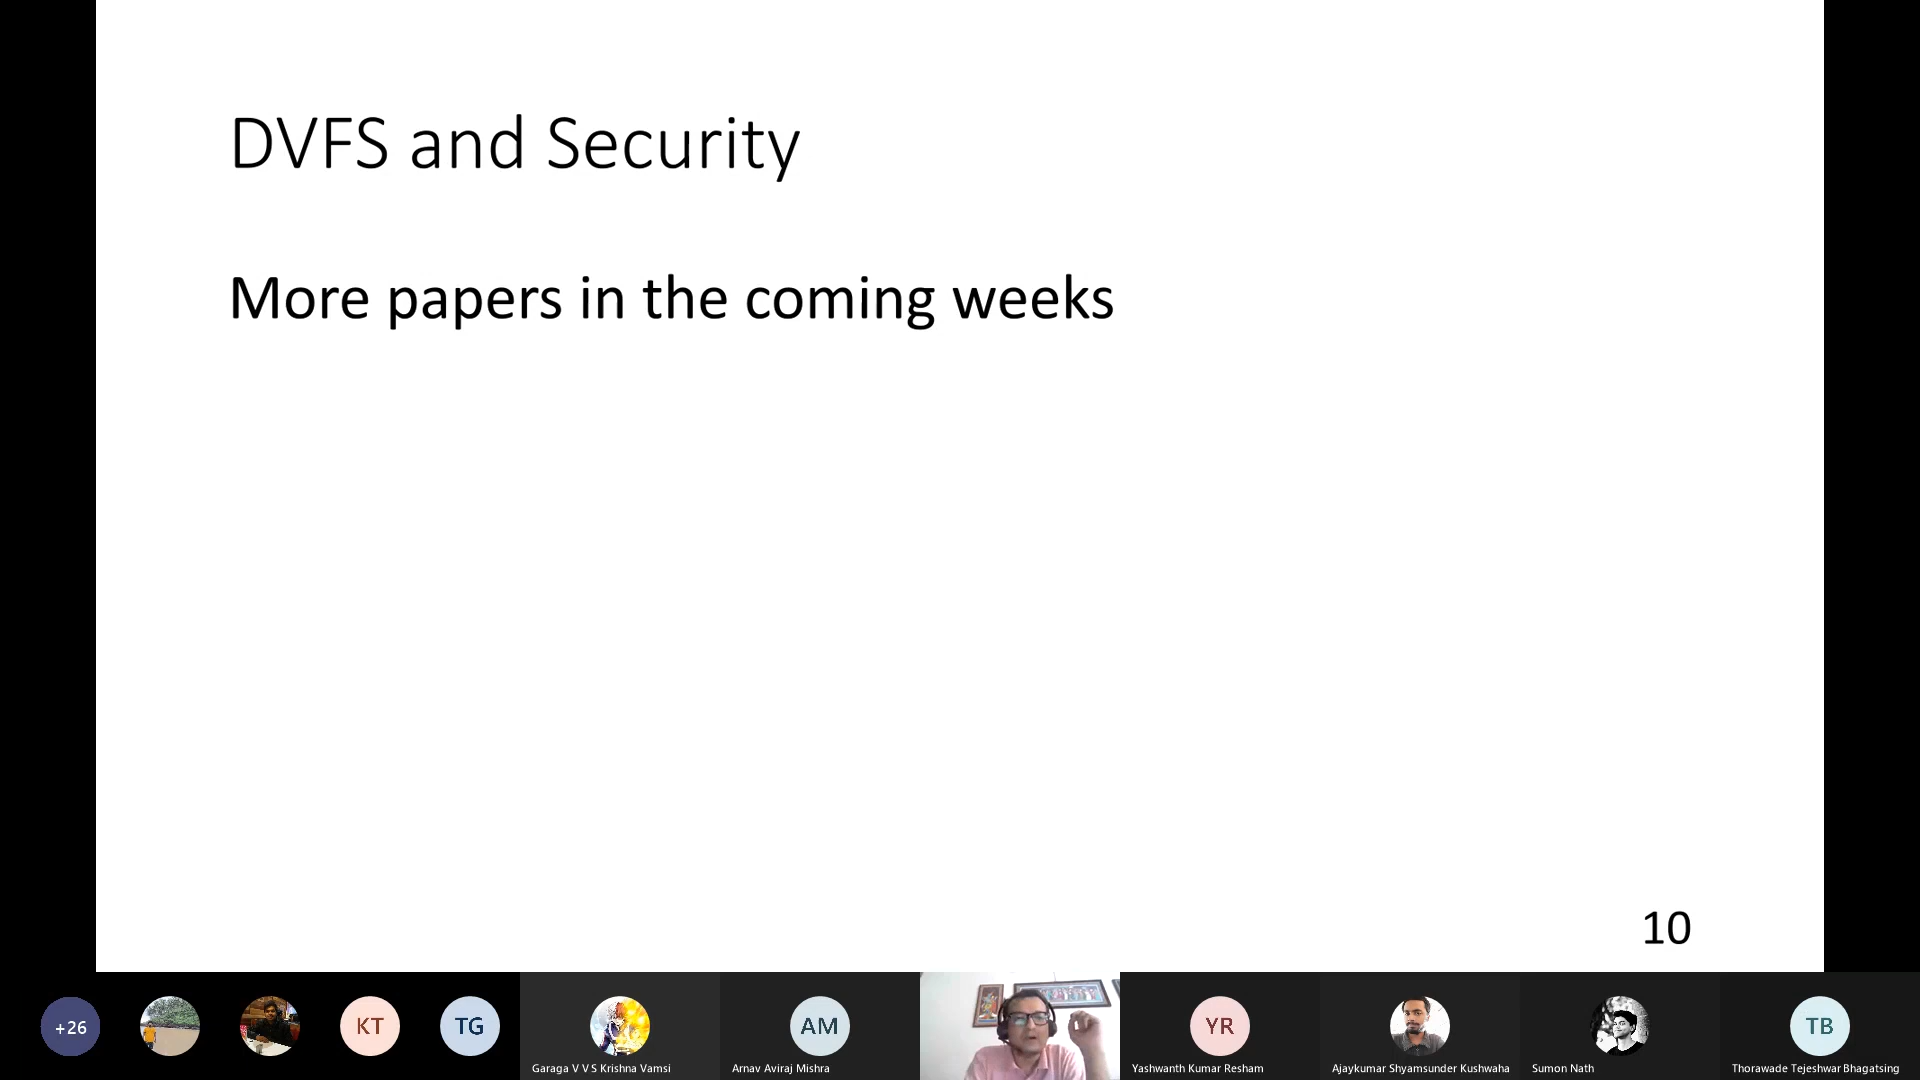 DVFS and Security
More papers in the coming weeks
10
+26
KT
TG
Garaga V V S Krishna Vamsi
AM
Arnav Aviraj Mishra
YR
Yashwanth Kumar Resham
Ajaykumar Shyamsunder Kushwaha
Sumon Nath
TB
Thorawade Tejeshwar Bhagatsing